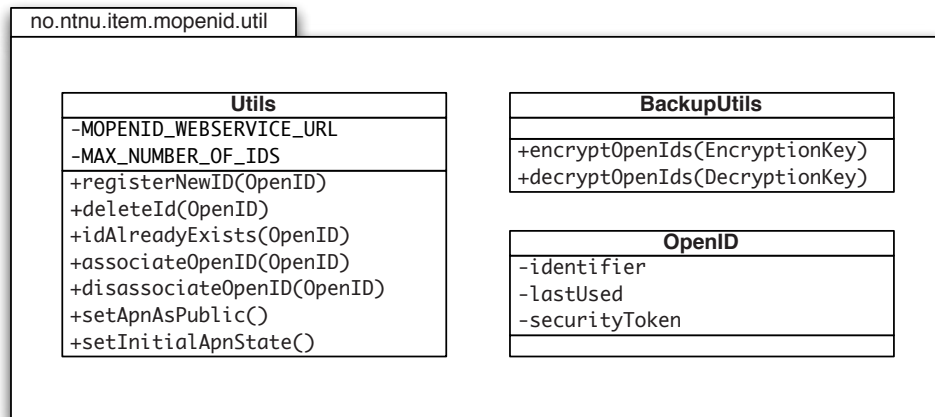 no.ntnu.item.mopenid.util
Utils
-MOPENID_WEBSERVICE_URL
-MAX_NUMBER_OF_IDS
+registerNewID(OpenID)
+deleteId(OpenID)
+idAlreadyExists(OpenID)
+associateOpenID(OpenID)
+disassociateOpenID(OpenID)
+setApnAsPublic()
+setInitialApnState()
BackupUtils
+encryptOpenIds(EncryptionKey)
+decryptOpenIds(DecryptionKey)
OpenID
-identifier
-lastUsed
-securityToken